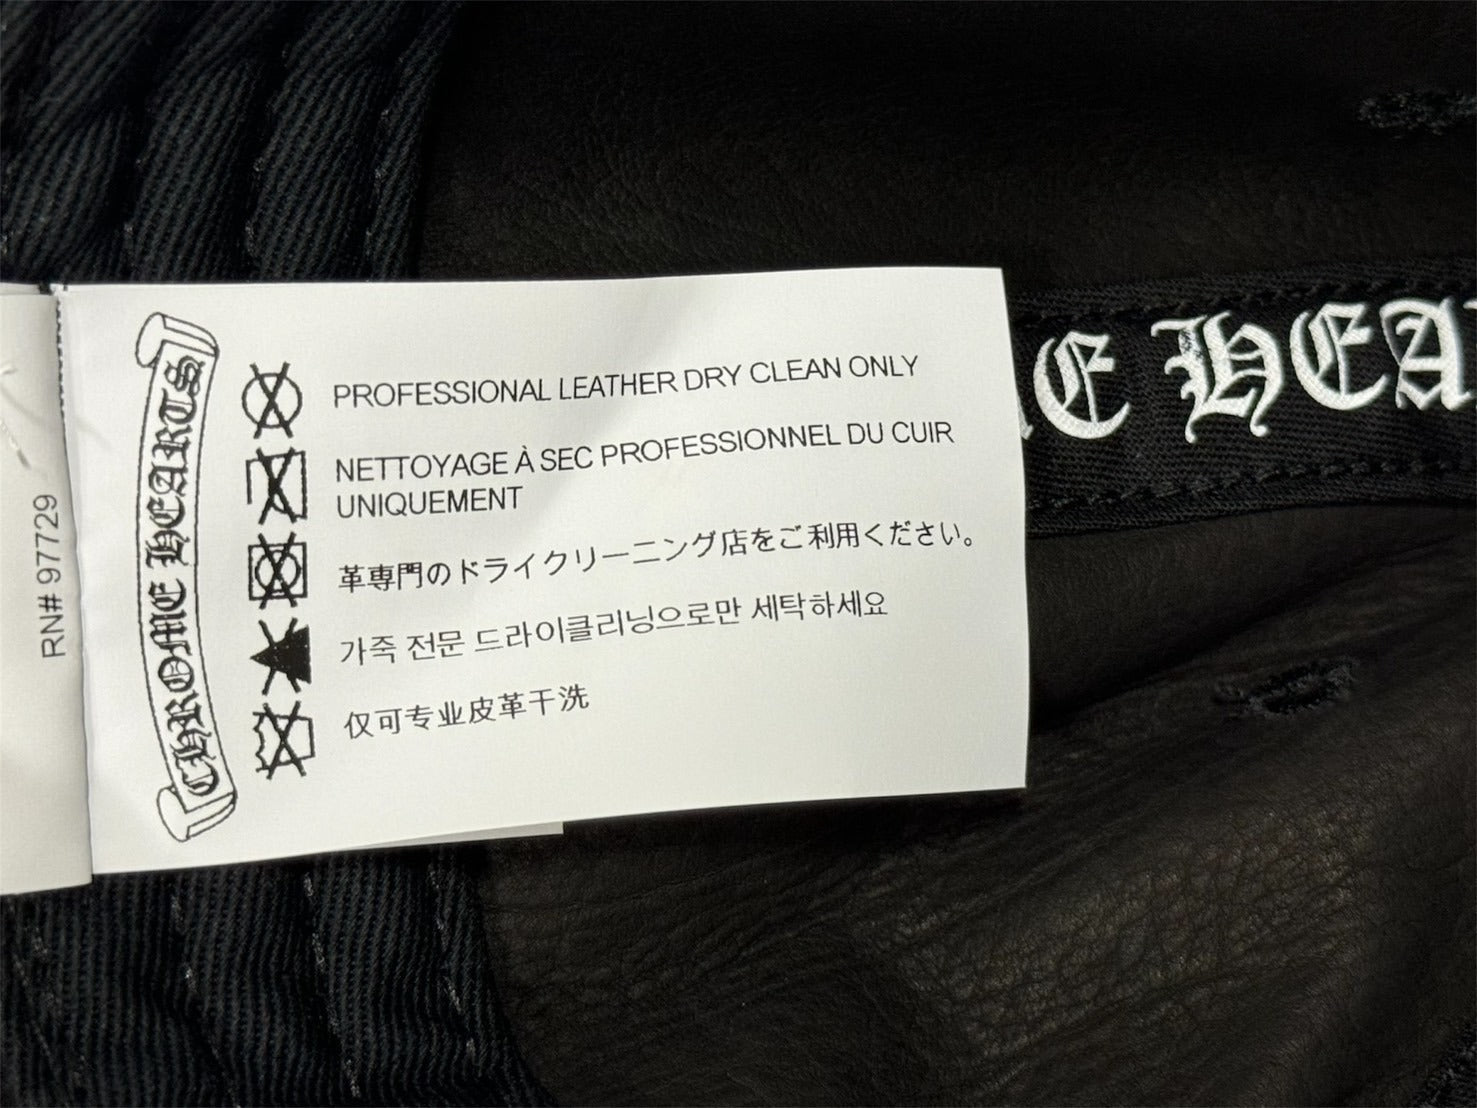 RN# 97729
CHROME HEARTS
PROFESSIONAL LEATHER DRY CLEAN ONLY
NETTOYAGE À SEC PROFESSIONNEL DU CUIR
UNIQUEMENT
革専門のドライクリーニング店をご利用ください。
가죽 전문 드라이클리닝으로만 세탁하세요
仅可专业皮革干洗
ME HEA